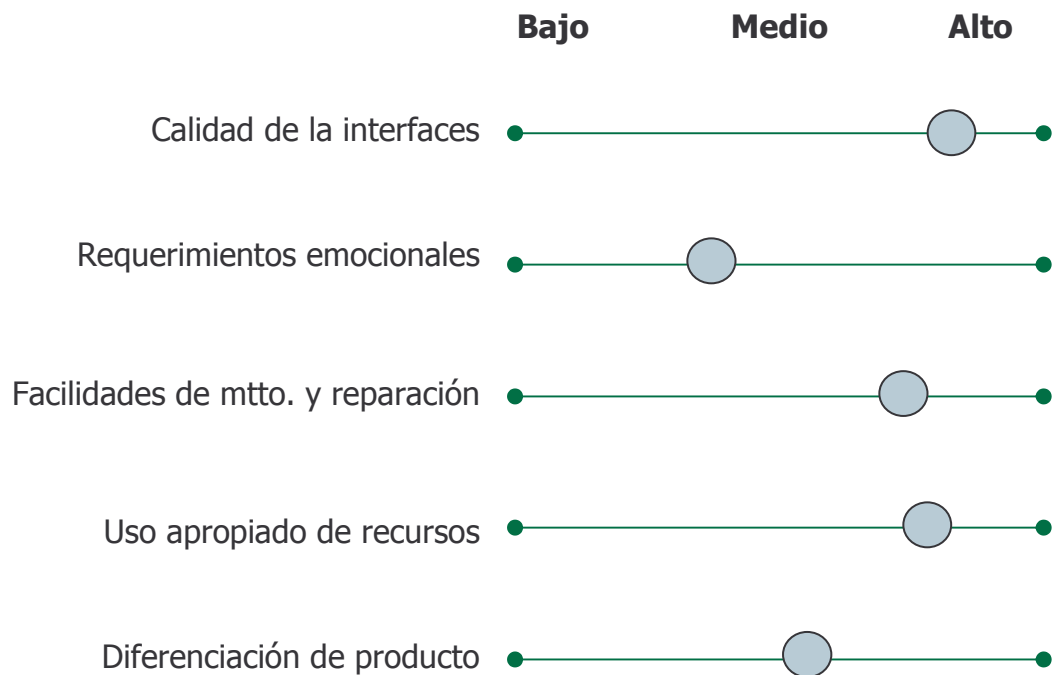 Bajo Medio Alto
Calidad de la interfaces
Requerimientos emocionales
Facilidades de mtto. y reparación
Uso apropiado de recursos
Diferenciación de producto